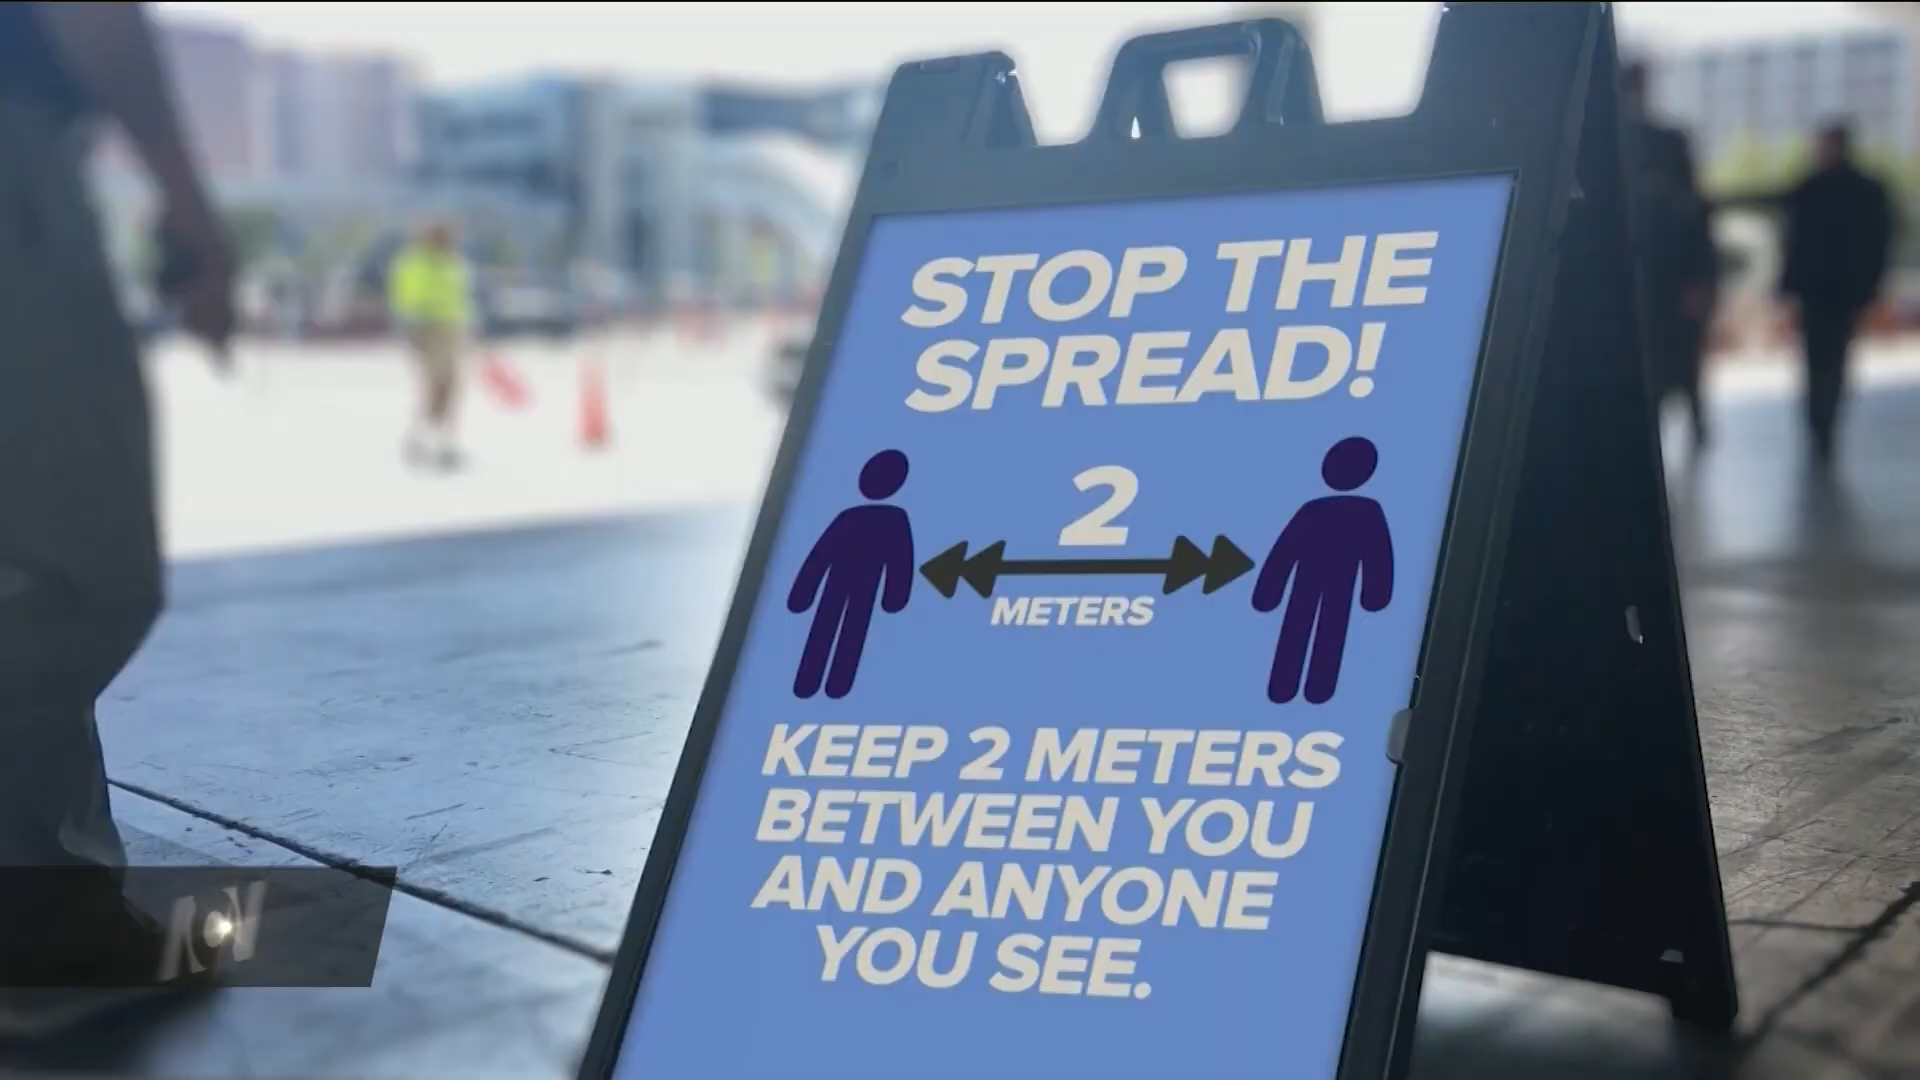 STOP THE
SPREAD!
2
METERS
KEEP 2 METERS
BETWEEN YOU
AND ANYONE
YOU SEE.